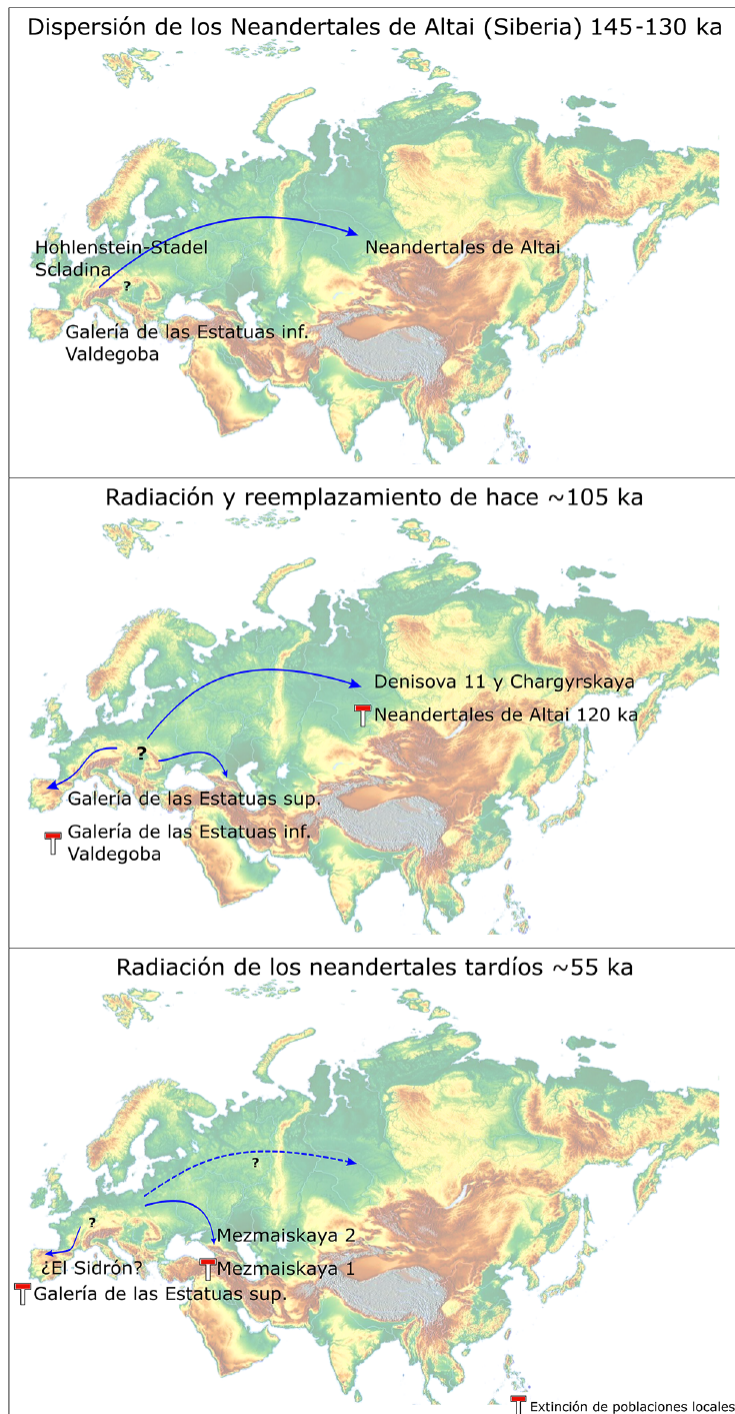 Dispersión de los Neandertales de Altai (Siberia) 145-130 ka
Hohlenstein-Stadel
Scladina
Neandertales de Altai
?
Galería de las Estatuas inf.
Valdegoba
Radiación y reemplazamiento de hace ~105 ka
Denisova 11 y Chargyrskaya
Neandertales de Altai 120 ka
?
Galería de las Estatuas sup.
Galería de las Estatuas inf.
Valdegoba
Radiación de los neandertales tardíos ~55 ka
?
?
Mezmaiskaya 2
¿El Sidrón?
Mezmaiskaya 1
Galería de las Estatuas sup.
Extinción de poblaciones locales